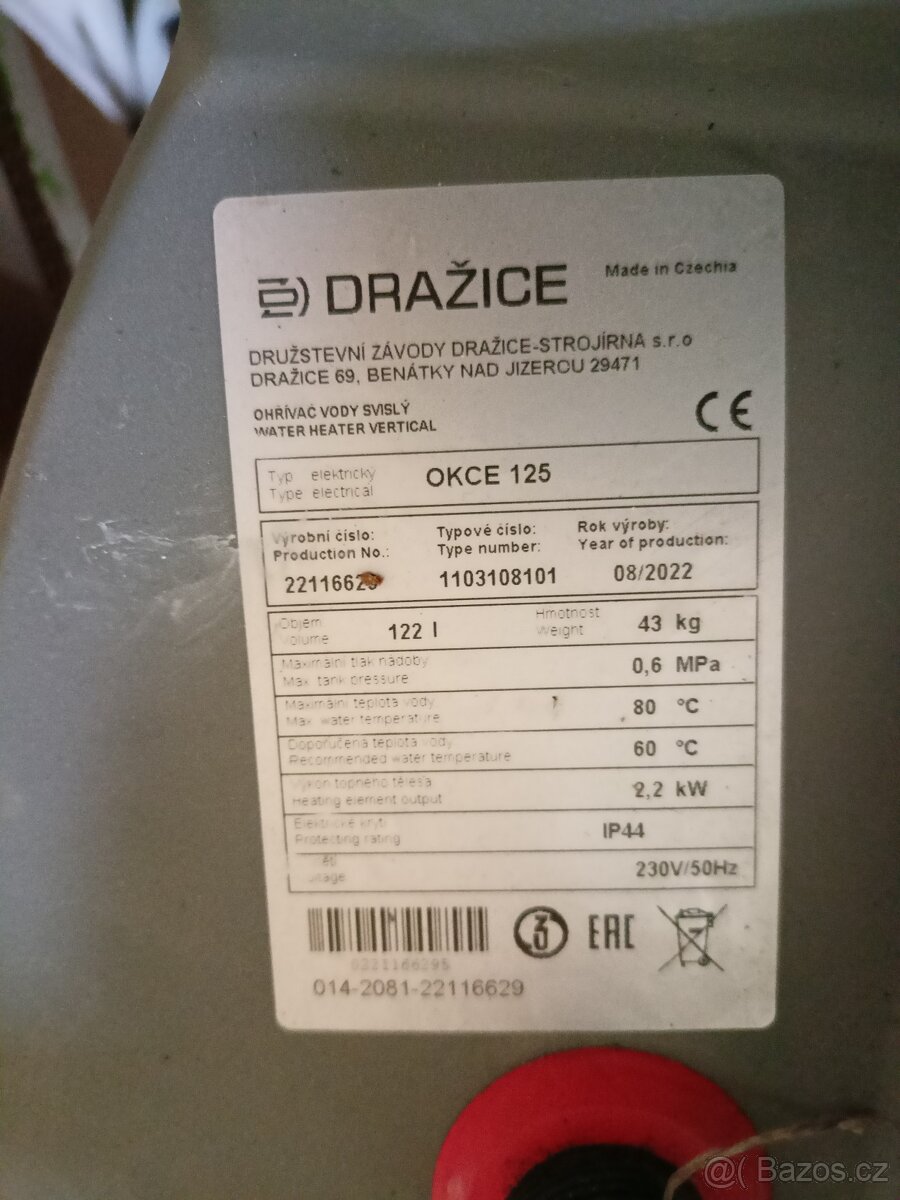 DRAŽICE
Made in Czechia
DRUŽSTEVNÍ ZÁVODY DRAŽICE-STROJÍRNA s.r.o
DRAŽICE 69, BENÁTKY NAD JIZEROU 29471
OHŘÍVAČ VODY SVISLÝ
WATER HEATER VERTICAL
CE
Typ elektrický
Type electrical
OKCE 125
Výrobní číslo:
Production No.:
2211662
Typové číslo:
Type number:
1103108101
Rok výroby:
Year of production:
08/2022
Objem
Volume
122 l
Hmotnost
Weight
43 kg
Maximální tlak nádoby
Max. tank pressure
0,6 MPa
Maximální teplota vody
Max. water temperature
80 °C
Doporučená teplota vody
Recommended water temperature
60 °C
Výkon topného tělesa
Heating element output
2,2 kW
Elektrické krytí
Protecting rating
IP44
230V/50Hz
EAC
014-2081-22116629
@( Bazos.cz